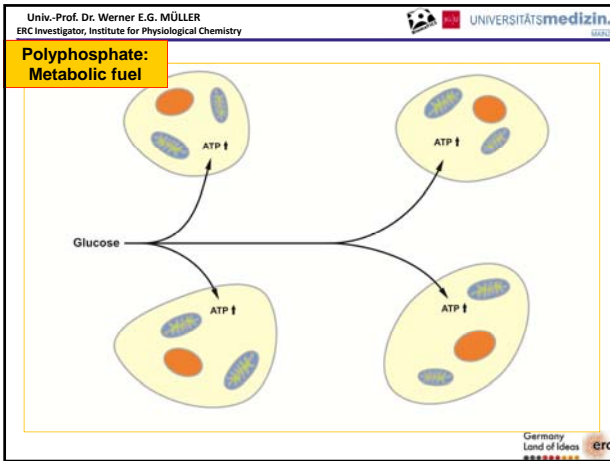 Univ.-Prof. Dr. Werner E.G. MÜLLER
ERC Investigator, Institute for Physiological Chemistry
UNIVERSITÄTSmedizin.
MAINZ
Polyphosphate:
Metabolic fuel
ATP ⬆
ATP ⬆
Glucose
ATP ⬆
ATP ⬆
Germany
Land of Ideas
erc